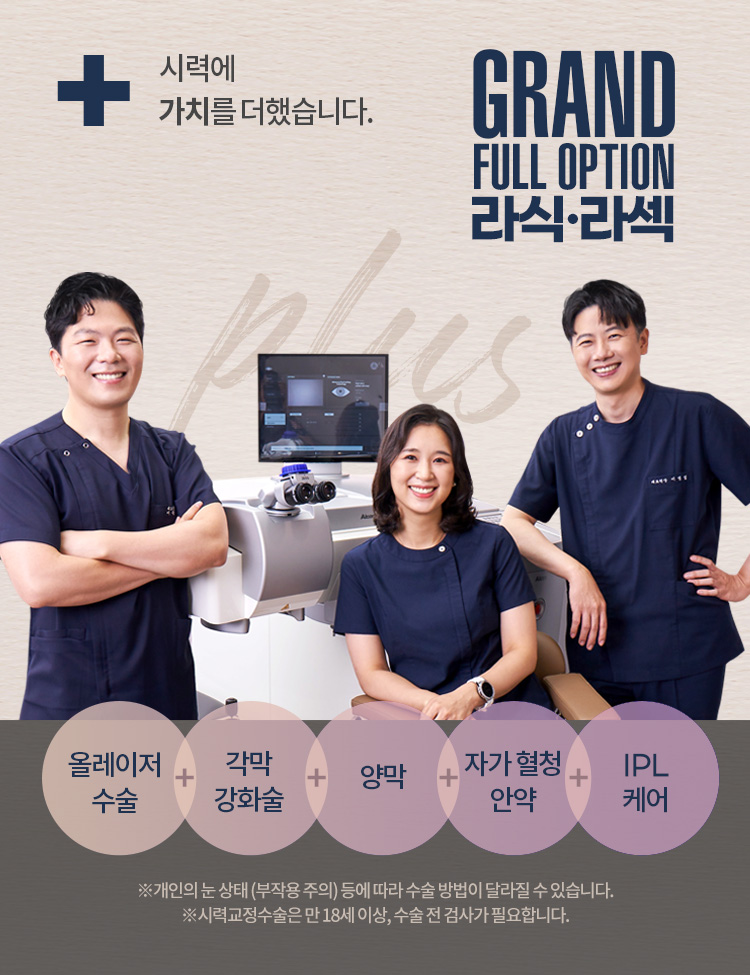 시력에
가치를 더했습니다.
GRAND
FULL OPTION
라식·라섹
plus
올레이저
수술
+
각막
강화술
+
양막
+
자가 혈청
안약
+
IPL
케어
※개인의 눈 상태 (부작용 주의) 등에 따라 수술 방법이 달라질 수 있습니다.
※시력교정수술은 만 18세 이상, 수술 전 검사가 필요합니다.